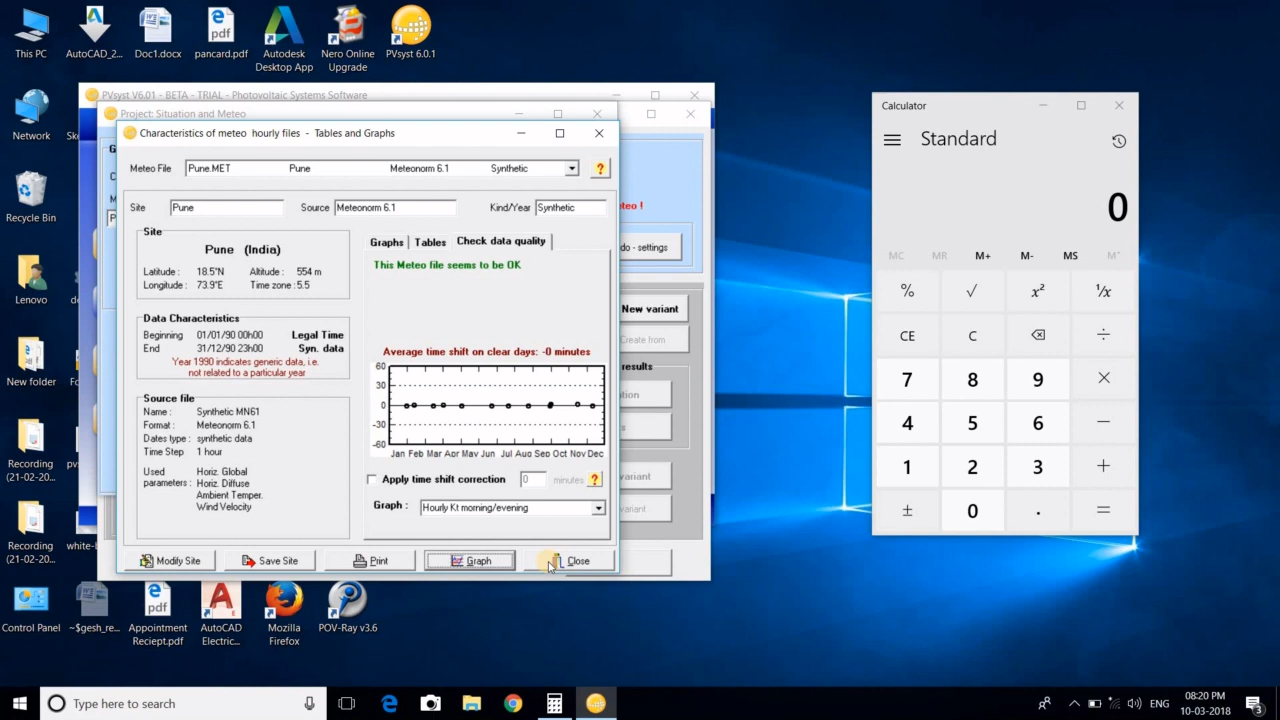 This PC
AutoCAD_2...
Doc1.docx
pancard.pdf
Autodesk
Desktop App
Nero Online
Upgrade
PVsyst 6.0.1
Network
Recycle Bin
Lenovo
New folder
Recording
(21-02-20...
Recording
(20-02-20...
Control Panel
~$gesh_re...
Appointment
Reciept.pdf
AutoCAD
Electric...
Mozilla
Firefox
POV-Ray v3.6
PVsyst V6.01 - BETA - TRIAL - Photovoltaic Systems Software
Project: Situation and Meteo
Characteristics of meteo hourly files - Tables and Graphs
Meteo File
Pune.MET Pune Meteonorm 6.1 Synthetic
?
Site Pune
Source Meteonorm 6.1
Kind/Year Synthetic
Site
Pune (India)
Latitude : 18.5°N Altitude : 554 m
Longitude : 73.9°E Time zone : 5.5
Data Characteristics
Beginning 01/01/90 00h00 Legal Time
End 31/12/90 23h00 Syn. data
Year 1990 indicates generic data, i.e.
not related to a particular year
Source file
Name : Synthetic MN61
Format : Meteonorm 6.1
Dates type : synthetic data
Time Step 1 hour
Used Horiz. Global
parameters : Horiz. Diffuse
Ambient Temper.
Wind Velocity
Graphs Tables Check data quality
This Meteo file seems to be OK
Average time shift on clear days: -0 minutes
60
30
0
-30
-60
Jan Feb Mar Apr May Jun Jul Aug Sep Oct Nov Dec
Apply time shift correction 0 minutes ?
Graph : Hourly Kt morning/evening
Modify Site
Save Site
Print
Graph
Close
eteo !
do - settings
New variant
Create from
results
tion
variant
variant
Calculator
Standard
0
MC MR M+ M- MS M˅
% √ x² ¹/x
CE C ⌫ ÷
7 8 9 ×
4 5 6 −
1 2 3 +
± 0 . =
Type here to search
ENG
08:20 PM
10-03-2018
3